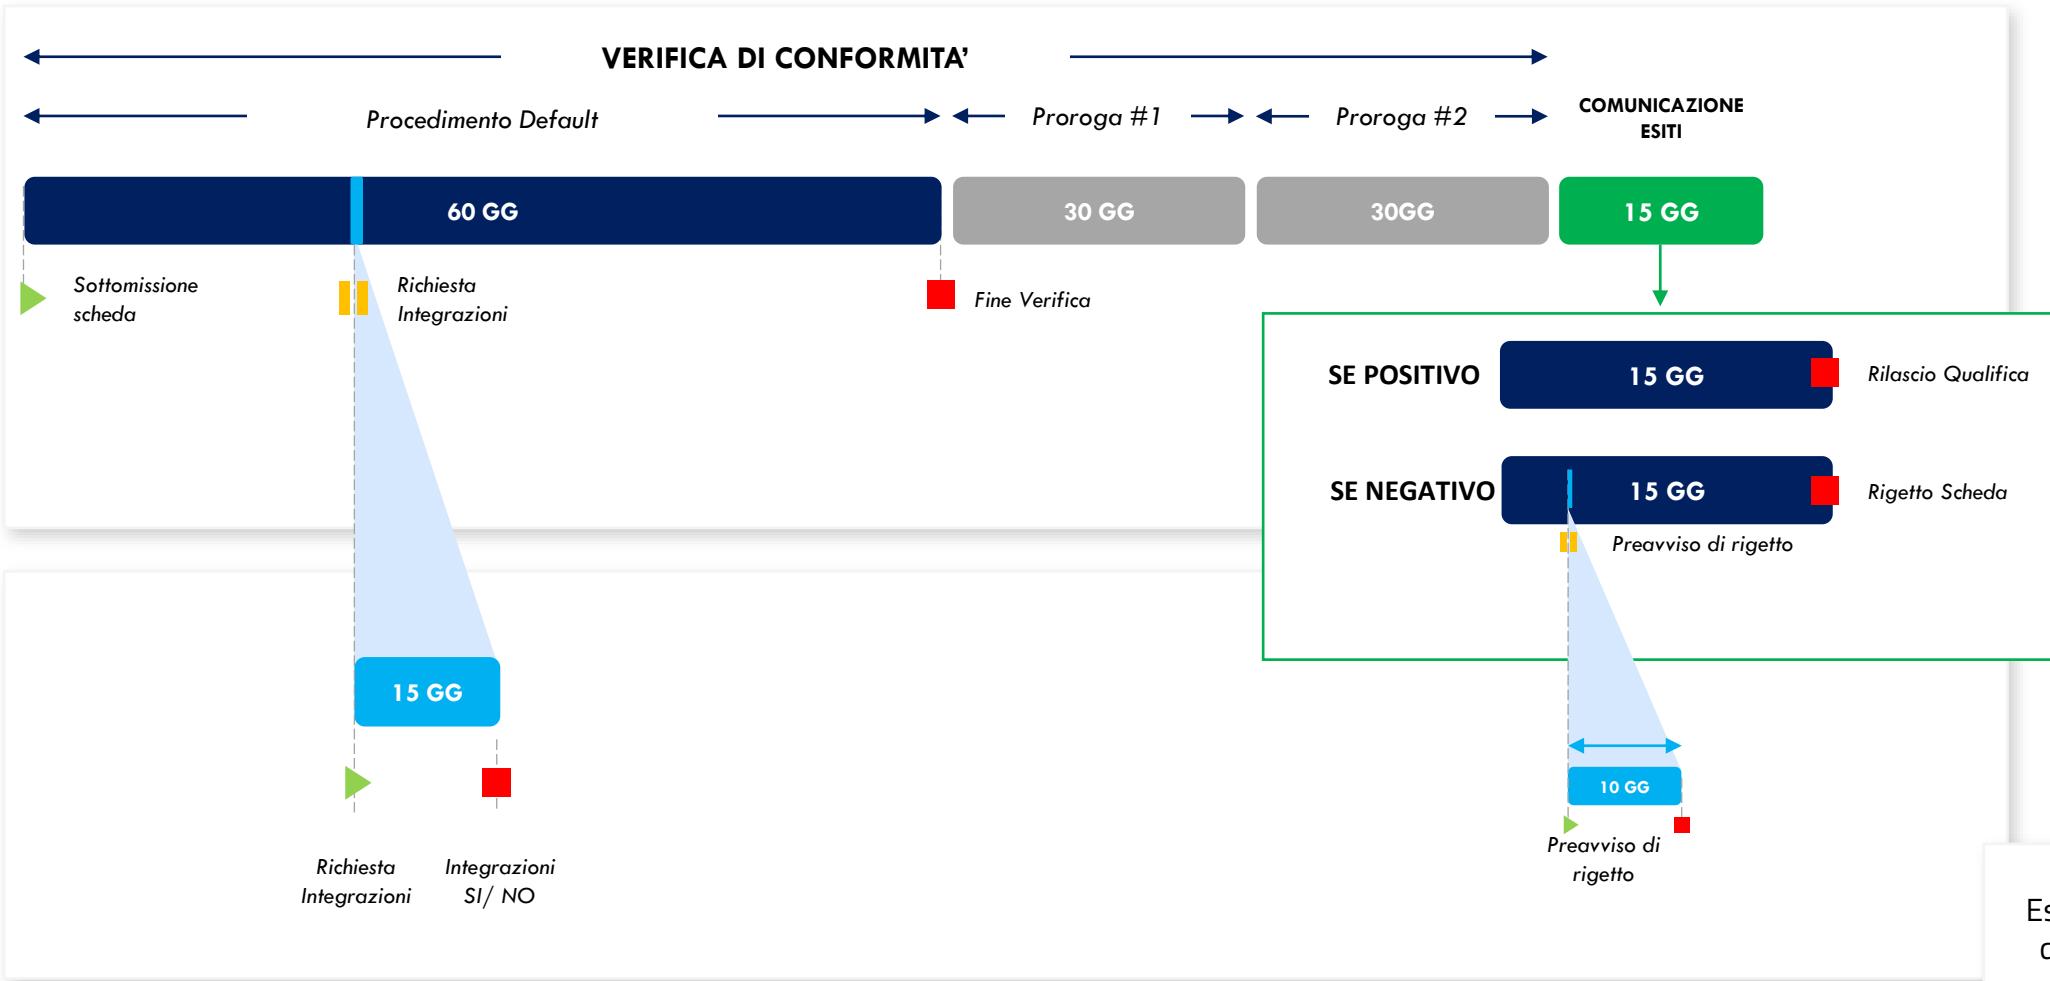 VERIFICA DI CONFORMITA’
Procedimento Default
Proroga #1
Proroga #2
COMUNICAZIONE
ESITI
60 GG
30 GG
30GG
15 GG
Sottomissione
scheda
Richiesta
Integrazioni
Fine Verifica
SE POSITIVO
15 GG
Rilascio Qualifica
SE NEGATIVO
15 GG
Rigetto Scheda
Preavviso di rigetto
15 GG
10 GG
Richiesta
Integrazioni
Integrazioni
SI/ NO
Preavviso di
rigetto